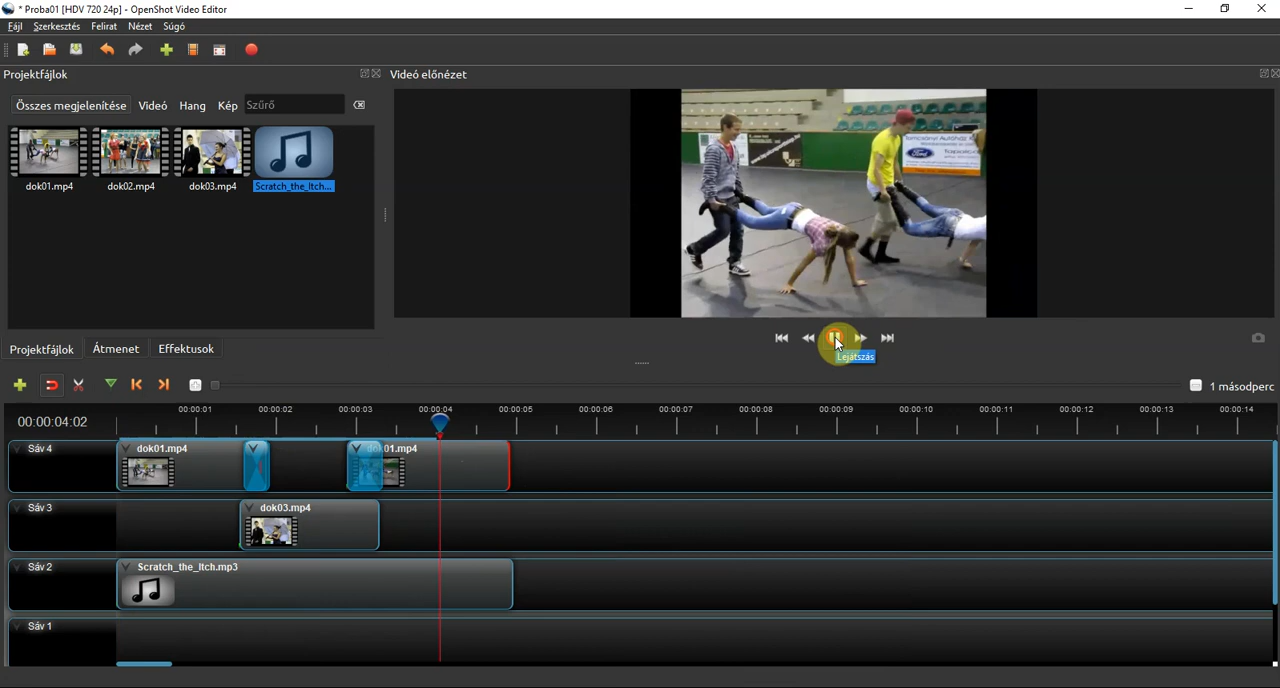 * Proba01 [HDV 720 24p] - OpenShot Video Editor
Fájl Szerkesztés Felirat Nézet Súgó
Projektfájlok
Videó előnézet
Összes megjelenítése Videó Hang Kép Szűrő
dok01.mp4 dok02.mp4 dok03.mp4 Scratch_the_Itch...
Ford
Lejátszás
Projektfájlok Átmenet Effektusok
1 másodperc
00:00:04:02
00:00:01 00:00:02 00:00:03 00:00:04 00:00:05 00:00:06 00:00:07 00:00:08 00:00:09 00:00:10 00:00:11 00:00:12 00:00:13 00:00:14
Sáv 4 dok01.mp4 dok01.mp4
Sáv 3 dok03.mp4
Sáv 2 Scratch_the_Itch.mp3
Sáv 1